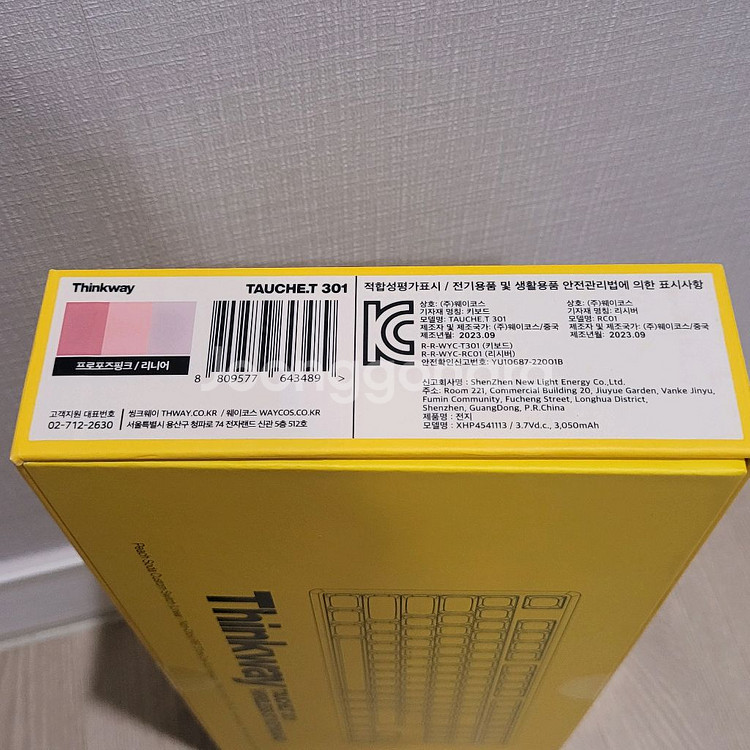 Thinkway
TAUCHE.T 301
프로포즈핑크 / 리니어
8 809577 643489 >
고객지원 대표번호
02-712-2630
씽크웨이 THWAY.CO.KR / 웨이코스 WAYCOS.CO.KR
서울특별시 용산구 청파로 74 전자랜드 신관 5층 512호
적합성평가표시 / 전기용품 및 생활용품 안전관리법에 의한 표시사항
상호: (주)웨이코스
기자재 명칭: 키보드
모델명: TAUCHE.T 301
제조자 및 제조국가: (주)웨이코스/중국
제조년월: 2023.09
R-R-WYC-T301 (키보드)
R-R-WYC-RC01 (리시버)
안전확인신고번호: YU10687-22001B
상호: (주)웨이코스
기자재 명칭: 리시버
모델명: RC01
제조자 및 제조국가: (주)웨이코스/중국
제조년월: 2023.09
신고회사명 : ShenZhen New Light Energy Co.,Ltd.
주소: Room 221, Commercial Building 20, Jiuyue Garden, Vanke Jinyu,
Fumin Community, Fucheng Street, Longhua District,
Shenzhen, GuangDong, P.R.China
제품명 : 전지
모델명 : XHP4541113 / 3.7Vd.c., 3,050mAh
Thinkway